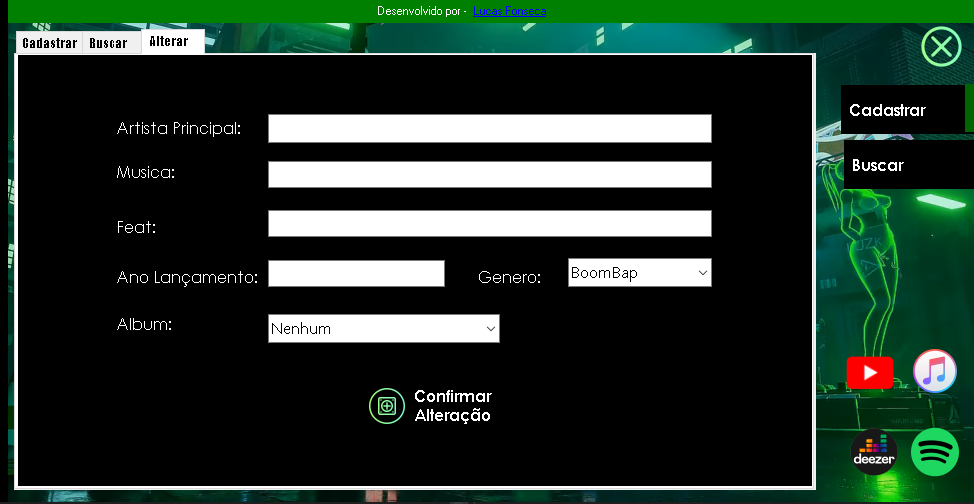 Desenvolvido por - Lucas Fonseca
Cadastrar Buscar Alterar
Artista Principal:
Musica:
Feat:
Ano Lançamento:
Genero: BoomBap
Album: Nenhum
Confirmar
Alteração
Cadastrar
Buscar
JZK
deezer